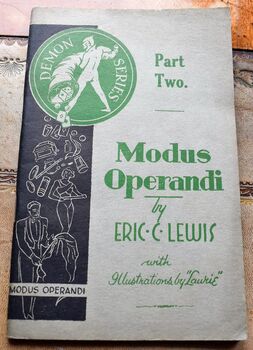 DEMON SERIES
Part
Two.
Modus
Operandi
by
ERIC·C·LEWIS
with
Illustrations by "Laurie"
MODUS OPERANDI